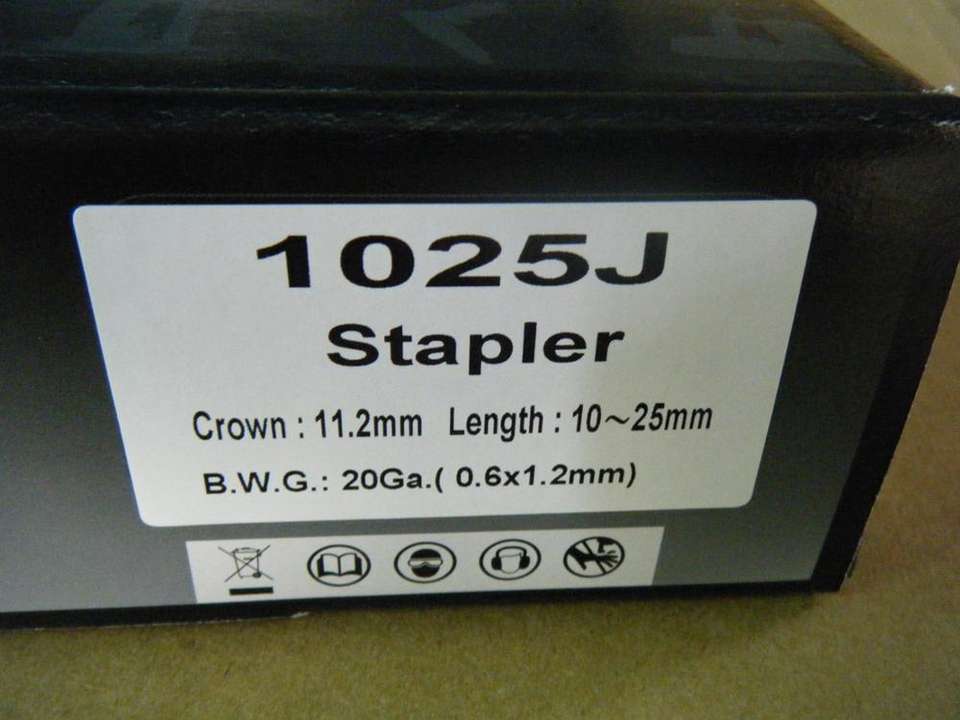 1025J
Stapler
Crown : 11.2mm Length : 10~25mm
B.W.G.: 20Ga.( 0.6x1.2mm)